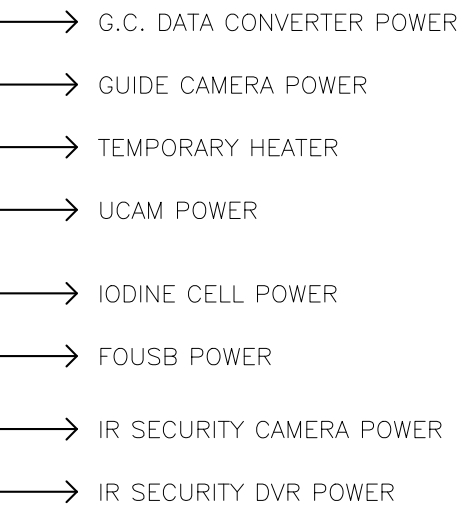 G.C. DATA CONVERTER POWER
GUIDE CAMERA POWER
TEMPORARY HEATER
UCAM POWER
IODINE CELL POWER
FOUSB POWER
IR SECURITY CAMERA POWER
IR SECURITY DVR POWER